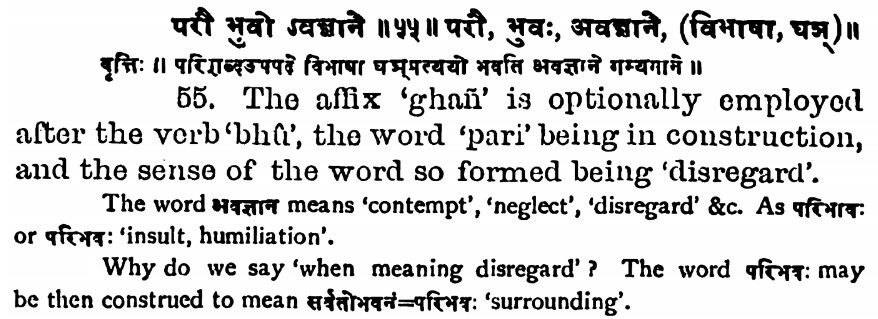 परौ भुवो ऽवज्ञाने ॥ ५५ ॥ परौ, भुवः, अवज्ञाने, (विभाषा, घञ्) ॥
वृत्तिः ॥ परिशब्दउपपदे विभाषा घञ्प्रत्ययो भवति भवज्ञाने गम्यमाने ॥
55. The affix 'ghañ' is optionally employed
after the verb 'bhû', the word 'pari' being in construction,
and the sense of the word so formed being 'disregard'.
The word भवज्ञान means 'contempt', 'neglect', 'disregard' &c. As परिभावः
or परिभवः 'insult, humiliation'.
Why do we say 'when meaning disregard' ? The word परिभवः may
be then construed to mean सर्वतोभवनं=परिभवः 'surrounding'.